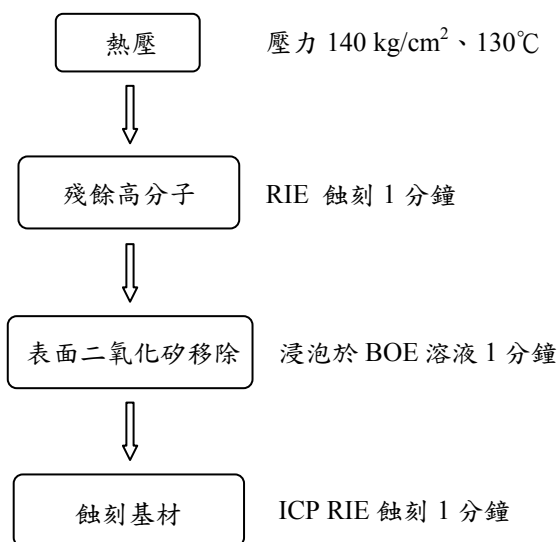 熱壓 壓力 140 kg/cm²、130℃
殘餘高分子 RIE 蝕刻 1 分鐘
表面二氧化矽移除 浸泡於 BOE 溶液 1 分鐘
蝕刻基材 ICP RIE 蝕刻 1 分鐘